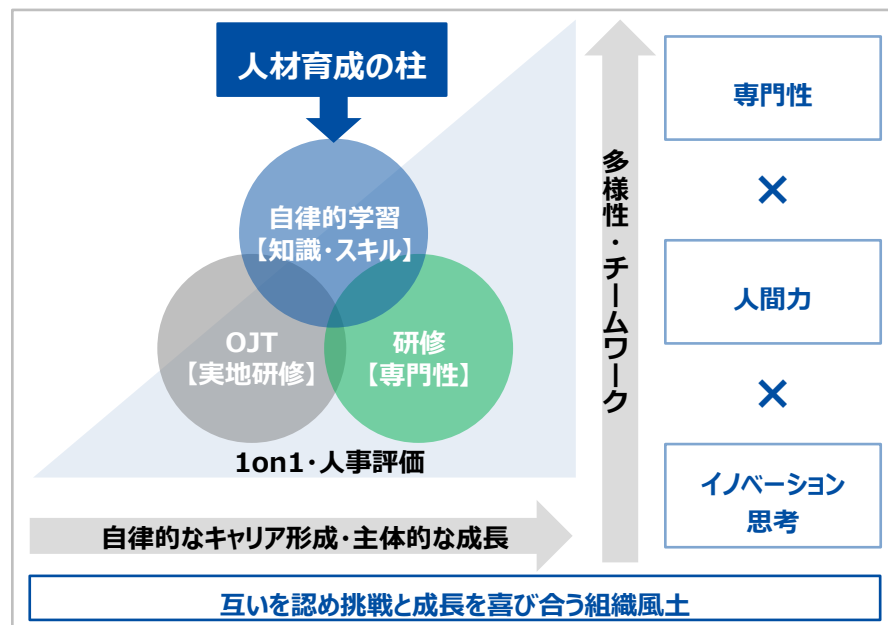 人材育成の柱
自律的学習
【知識・スキル】
OJT
【実地研修】
研修
【専門性】
1on1・人事評価
自律的なキャリア形成・主体的な成長
多様性・チームワーク
専門性
×
人間力
×
イノベーション
思考
互いを認め挑戦と成長を喜び合う組織風土